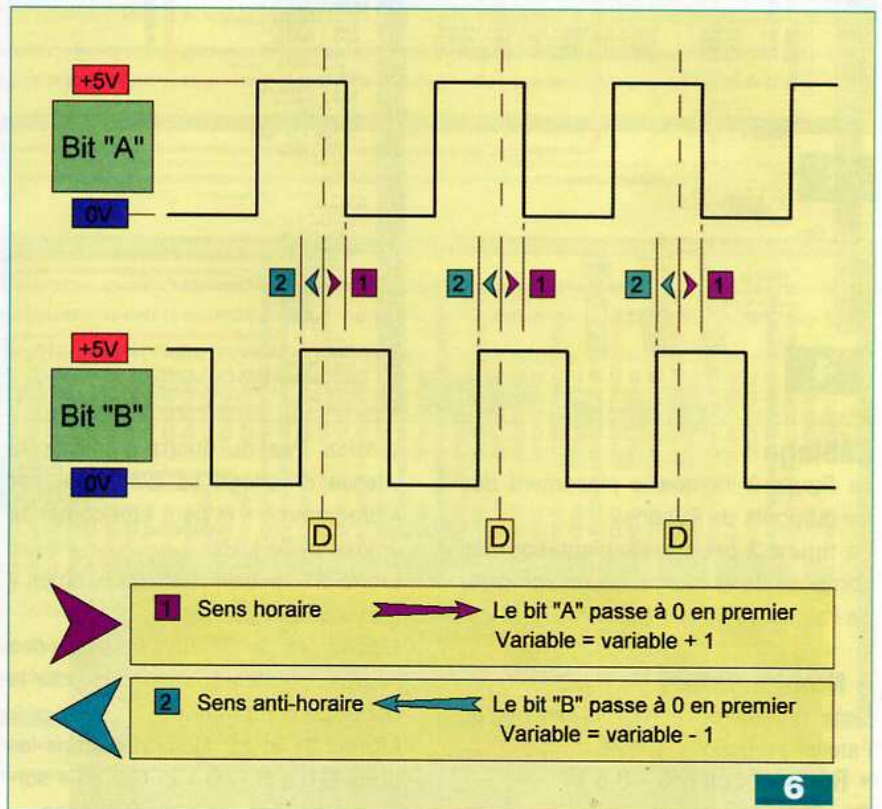 +5V
Bit "A"
0V
2 1 2 1 2 1
+5V
Bit "B"
0V
D D D
1 Sens horaire Le bit "A" passe à 0 en premier
Variable = variable + 1
2 Sens anti-horaire Le bit "B" passe à 0 en premier
Variable = variable - 1
6